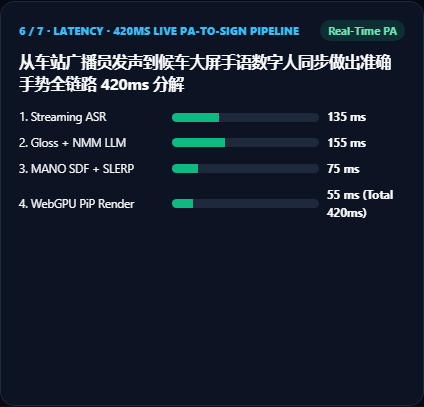 6 / 7 · LATENCY · 420MS LIVE PA-TO-SIGN PIPELINE
Real-Time PA
从车站广播员发声到候车大屏手语数字人同步做出准确
手势全链路 420ms 分解
1. Streaming ASR
135 ms
2. Gloss + NMM LLM
155 ms
3. MANO SDF + SLERP
75 ms
4. WebGPU PiP Render
55 ms (Total
420ms)